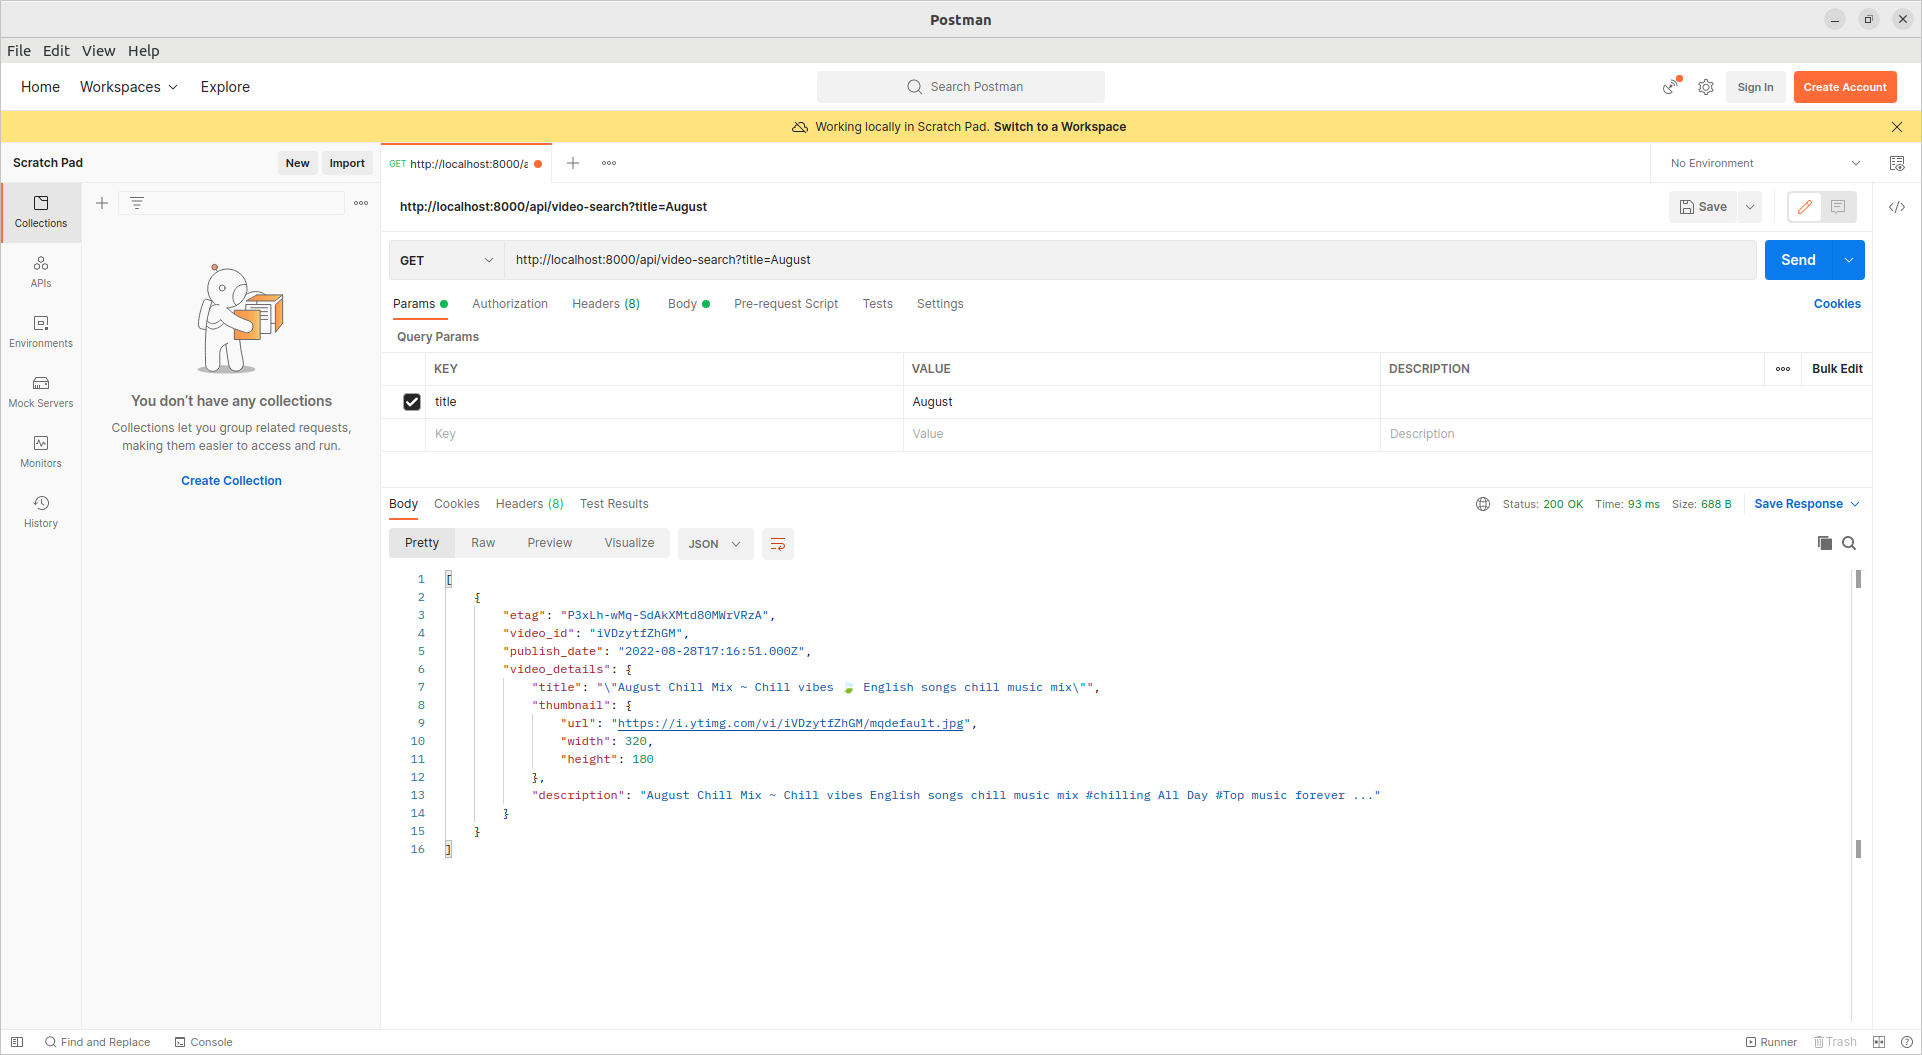 Postman
File Edit View Help
Home Workspaces Explore Search Postman Sign In Create Account
Working locally in Scratch Pad. Switch to a Workspace
Scratch Pad New Import GET http://localhost:8000/a No Environment
Collections
APIs
Environments
Mock Servers
Monitors
History
You don’t have any collections
Collections let you group related requests,
making them easier to access and run.
Create Collection
http://localhost:8000/api/video-search?title=August Save
GET http://localhost:8000/api/video-search?title=August Send
Params Authorization Headers (8) Body Pre-request Script Tests Settings Cookies
Query Params
KEY VALUE DESCRIPTION Bulk Edit
title August
Key Value Description
Body Cookies Headers (8) Test Results Status: 200 OK Time: 93 ms Size: 688 B Save Response
Pretty Raw Preview Visualize JSON
1 [
2 {
3 "etag": "P3xLh-wMq-SdAkXMtd80MWrVRzA",
4 "video_id": "iVDzytfZhGM",
5 "publish_date": "2022-08-28T17:16:51.000Z",
6 "video_details": {
7 "title": "\"August Chill Mix ~ Chill vibes 🍃 English songs chill music mix\"",
8 "thumbnail": {
9 "url": "https://i.ytimg.com/vi/iVDzytfZhGM/mqdefault.jpg",
10 "width": 320,
11 "height": 180
12 },
13 "description": "August Chill Mix ~ Chill vibes English songs chill music mix #chilling All Day #Top music forever ..."
14 }
15 }
16 ]
Find and Replace Console Runner Trash